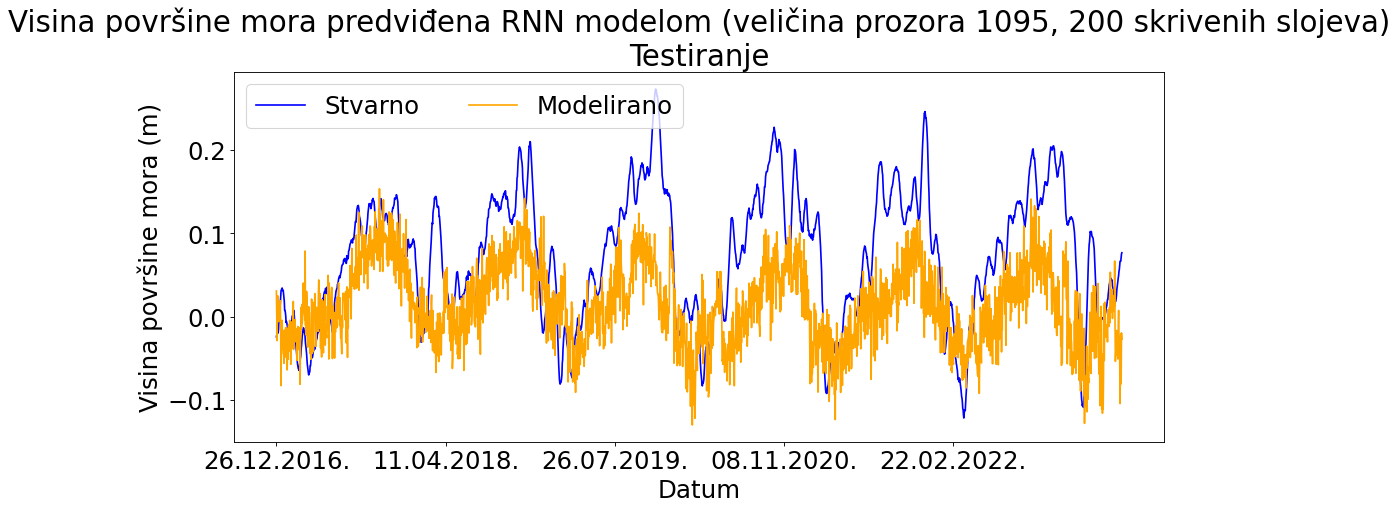 Visina površine mora predviđena RNN modelom (veličina prozora 1095, 200 skrivenih slojeva)
Testiranje
Stvarno
Modelirano
Visina površine mora (m)
0.2
0.1
0.0
−0.1
26.12.2016.
11.04.2018.
26.07.2019.
08.11.2020.
22.02.2022.
Datum